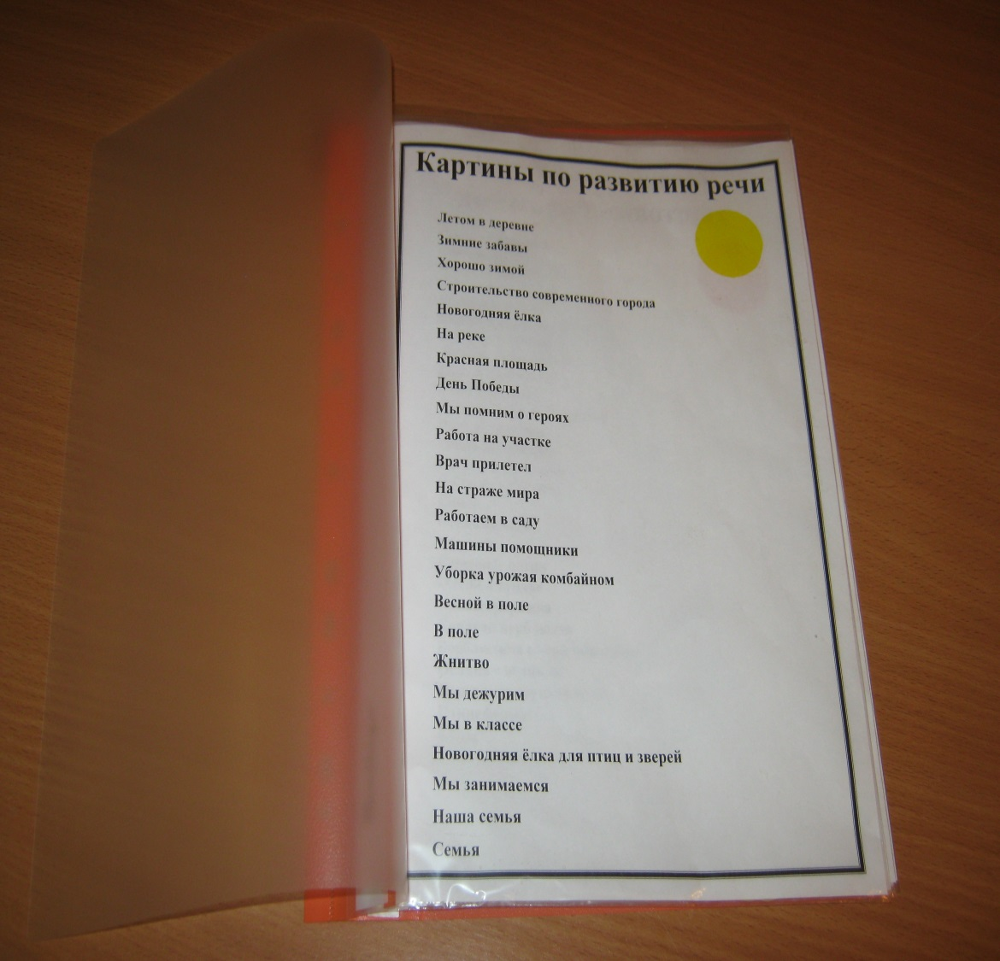 Картины по развитию речи
Летом в деревне
Зимние забавы
Хорошо зимой
Строительство современного города
Новогодняя ёлка
На реке
Красная площадь
День Победы
Мы помним о героях
Работа на участке
Врач прилетел
На страже мира
Работаем в саду
Машины помощники
Уборка урожая комбайном
Весной в поле
В поле
Жнитво
Мы дежурим
Мы в классе
Новогодняя ёлка для птиц и зверей
Мы занимаемся
Наша семья
Семья